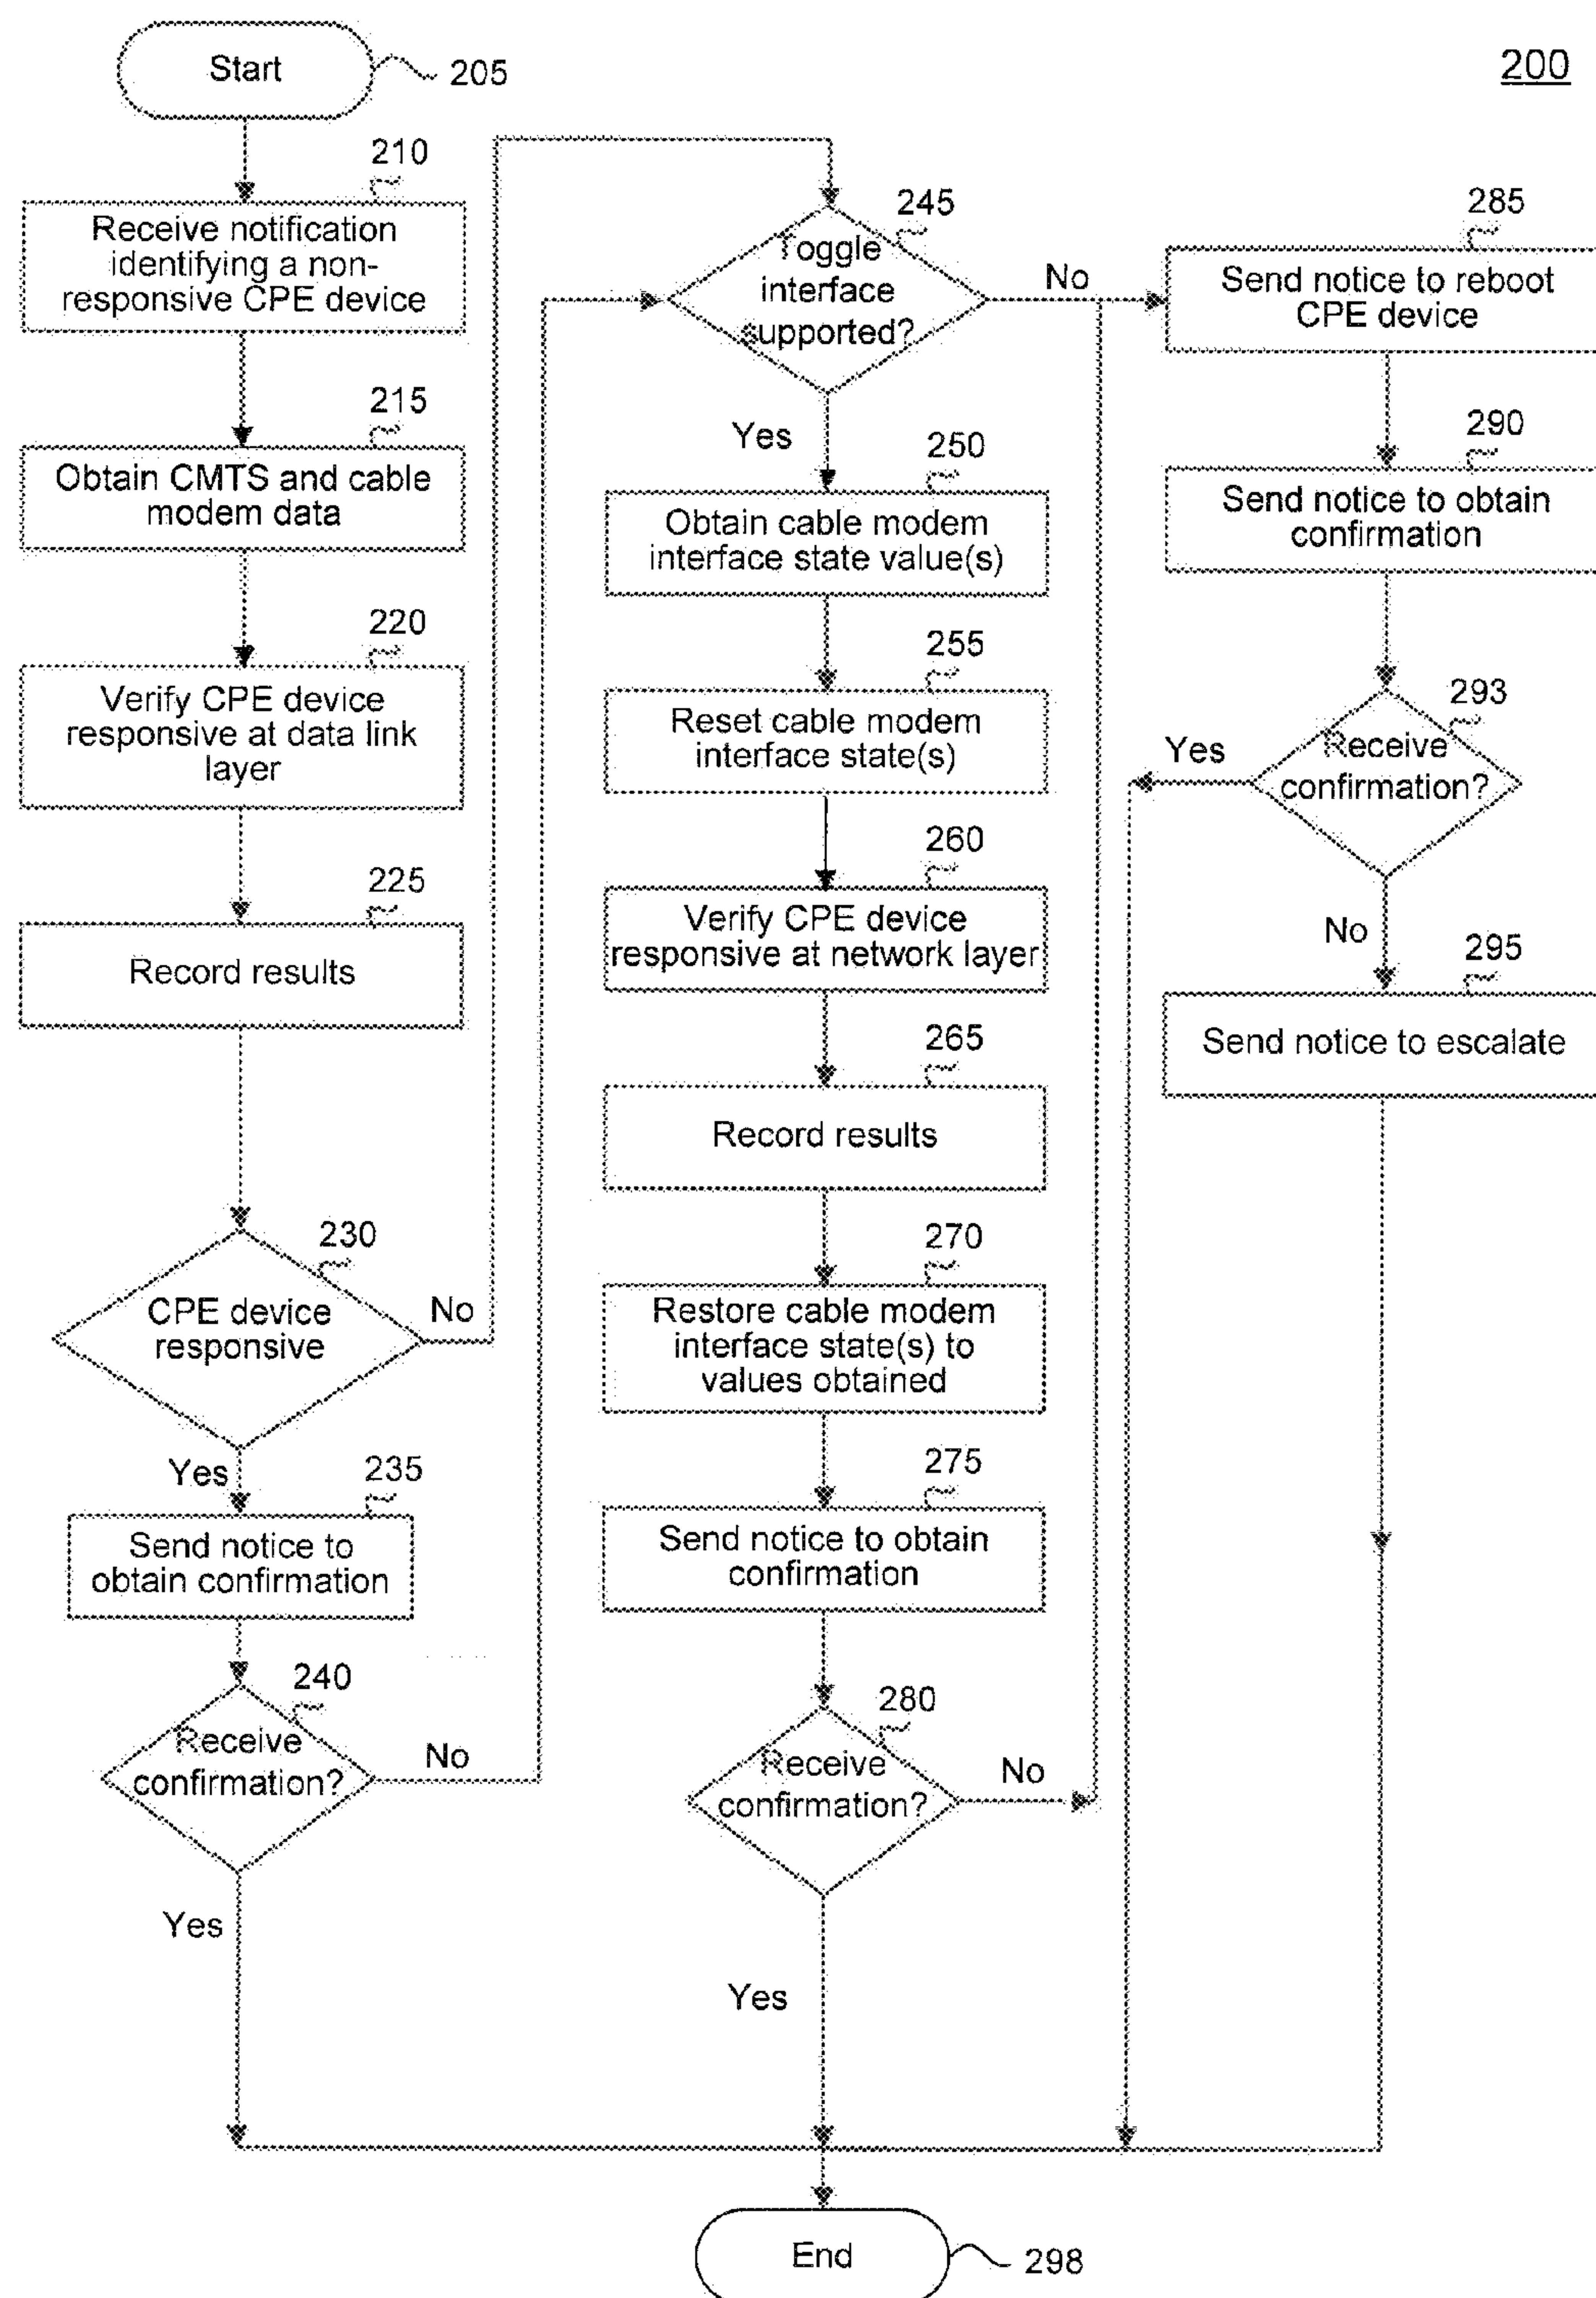 200
Start
205
210
Receive notification
identifying a non-
responsive CPE device
215
Obtain CMTS and cable
modem data
220
Verify CPE device
responsive at data link
layer
225
Record results
230
CPE device
responsive
No
Yes
235
Send notice to
obtain confirmation
240
Receive
confirmation?
No
Yes
245
Toggle
interface
supported?
No
Yes
250
Obtain cable modem
interface state value(s)
255
Reset cable modem
interface state(s)
260
Verify CPE device
responsive at network layer
265
Record results
270
Restore cable modem
interface state(s) to
values obtained
275
Send notice to obtain
confirmation
280
Receive
confirmation?
No
Yes
285
Send notice to reboot
CPE device
290
Send notice to obtain
confirmation
293
Receive
confirmation?
Yes
No
295
Send notice to escalate
End
298